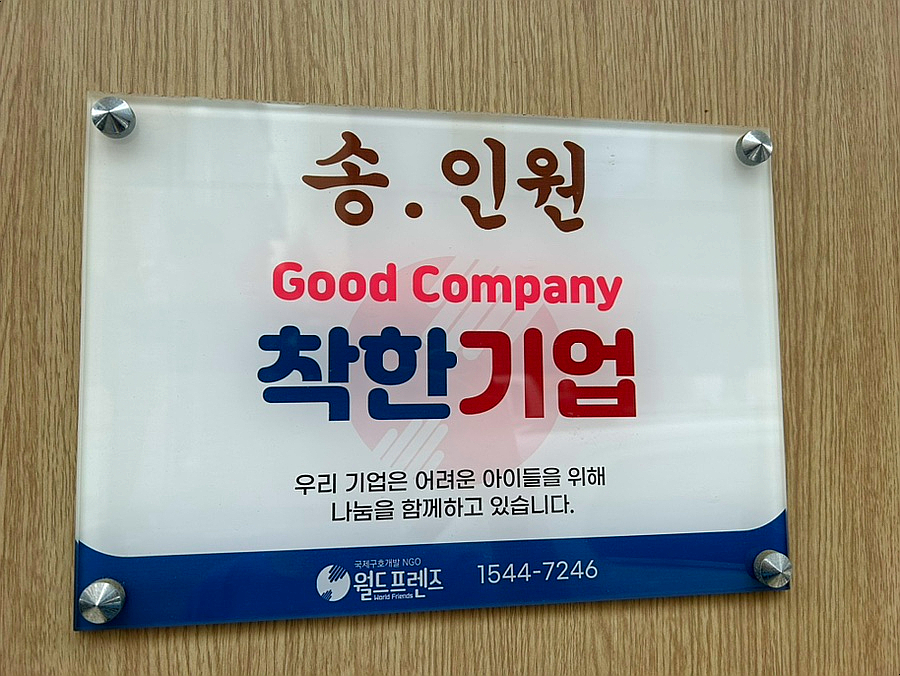 송.인원
Good Company
착한기업
우리 기업은 어려운 아이들을 위해
나눔을 함께하고 있습니다.
국제구호개발 NGO
월드프렌즈
World Friends
1544-7246